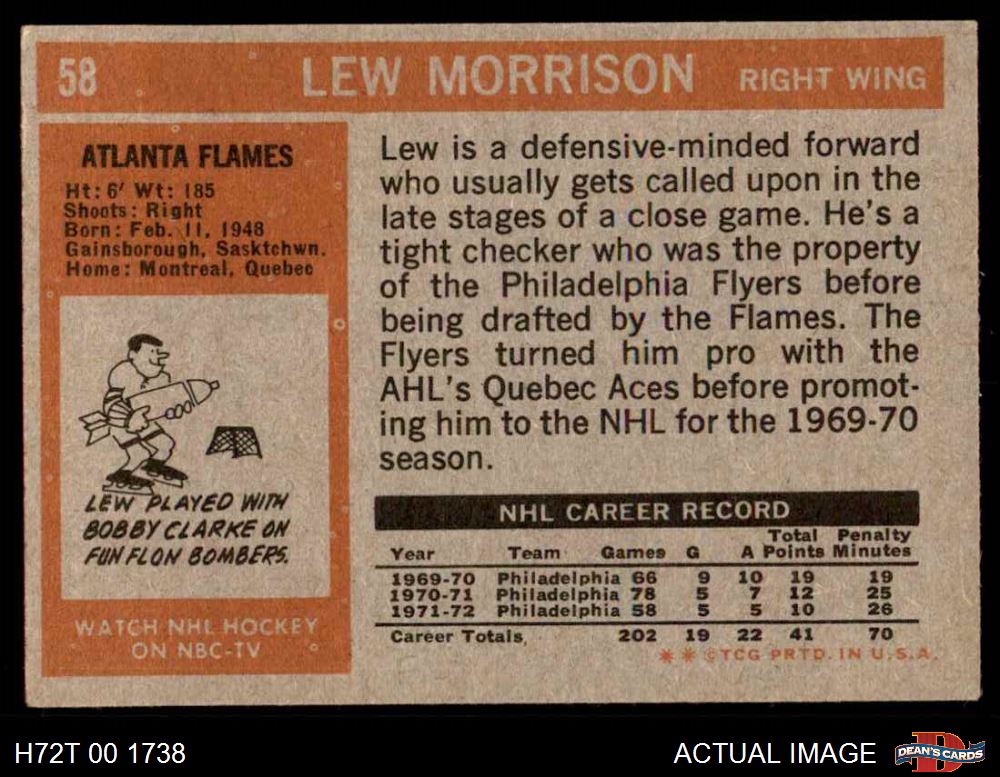 58
LEW MORRISON
RIGHT WING
ATLANTA FLAMES
Ht: 6' Wt: 185
Shoots: Right
Born: Feb. 11, 1948
Gainsborough, Sasktchwn.
Home: Montreal, Quebec
LEW PLAYED WITH
BOBBY CLARKE ON
FLIN FLON BOMBERS.
WATCH NHL HOCKEY
ON NBC-TV
Lew is a defensive-minded forward
who usually gets called upon in the
late stages of a close game. He's a
tight checker who was the property
of the Philadelphia Flyers before
being drafted by the Flames. The
Flyers turned him pro with the
AHL's Quebec Aces before promot-
ing him to the NHL for the 1969-70
season.
NHL CAREER RECORD
Total Penalty
Year Team Games G A Points Minutes
1969-70 Philadelphia 66 9 10 19 19
1970-71 Philadelphia 78 5 7 12 25
1971-72 Philadelphia 58 5 5 10 26
Career Totals, 202 19 22 41 70
* * ©TCG PRTD. IN U.S.A.
H72T 00 1738
ACTUAL IMAGE
D
DEAN'S CARDS